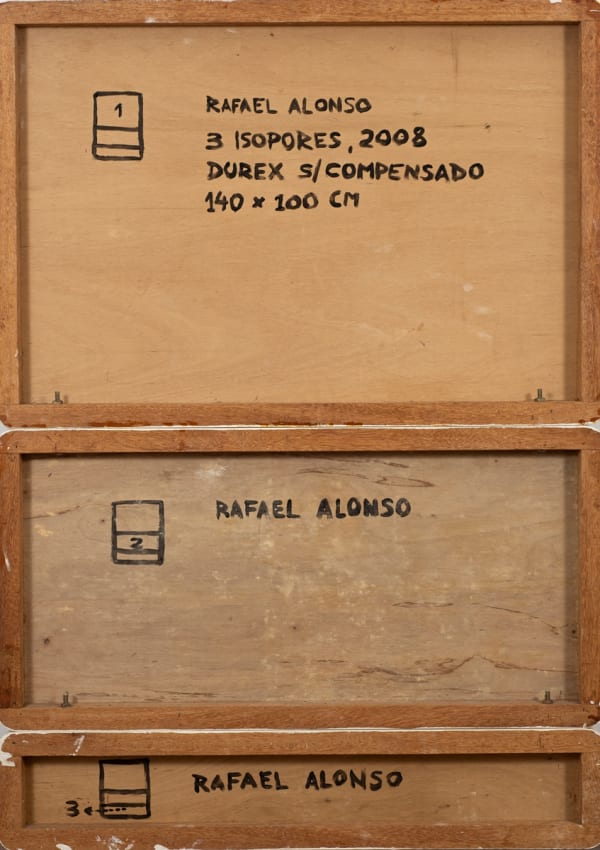 1
RAFAEL ALONSO
3 ISOPORES, 2008
DUREX S/COMPENSADO
140 x 100 CM
2
RAFAEL ALONSO
3
RAFAEL ALONSO